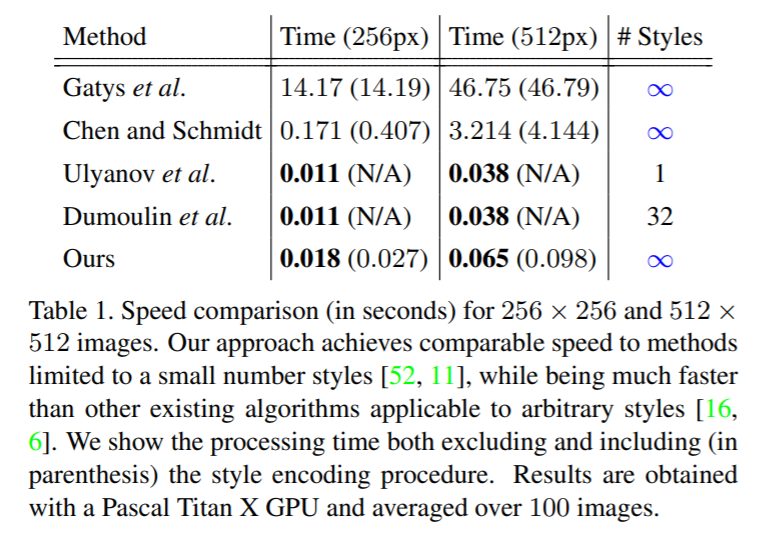 Method Time (256px) Time (512px) # Styles
Gatys et al. 14.17 (14.19) 46.75 (46.79) ∞
Chen and Schmidt 0.171 (0.407) 3.214 (4.144) ∞
Ulyanov et al. 0.011 (N/A) 0.038 (N/A) 1
Dumoulin et al. 0.011 (N/A) 0.038 (N/A) 32
Ours 0.018 (0.027) 0.065 (0.098) ∞
Table 1. Speed comparison (in seconds) for 256 × 256 and 512 ×
512 images. Our approach achieves comparable speed to methods
limited to a small number styles [52, 11], while being much faster
than other existing algorithms applicable to arbitrary styles [16,
6]. We show the processing time both excluding and including (in
parenthesis) the style encoding procedure. Results are obtained
with a Pascal Titan X GPU and averaged over 100 images.